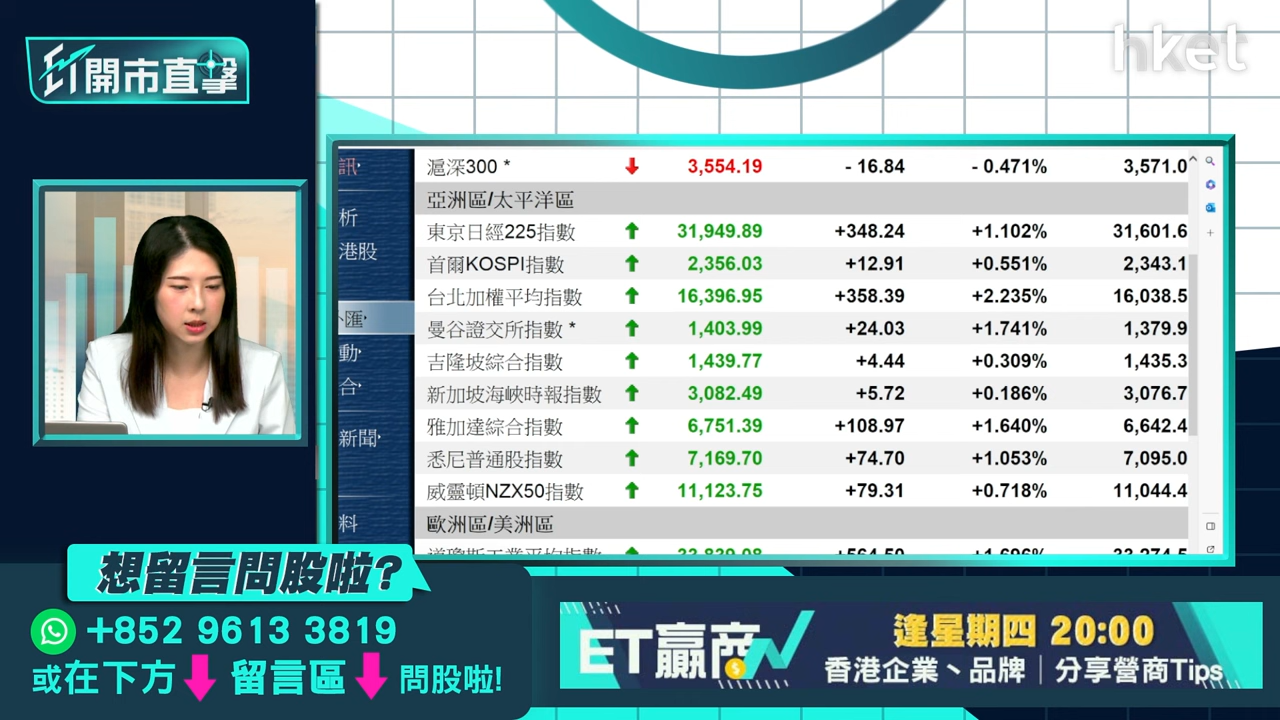 ET開市直擊
hket
訊
析
港股
匯
動
合
新聞
料
滬深300 * 3,554.19 - 16.84 - 0.471% 3,571.0
亞洲區/太平洋區
東京日經225指數 31,949.89 +348.24 +1.102% 31,601.6
首爾KOSPI指數 2,356.03 +12.91 +0.551% 2,343.1
台北加權平均指數 16,396.95 +358.39 +2.235% 16,038.5
曼谷證交所指數 * 1,403.99 +24.03 +1.741% 1,379.9
吉隆坡綜合指數 1,439.77 +4.44 +0.309% 1,435.3
新加坡海峽時報指數 3,082.49 +5.72 +0.186% 3,076.7
雅加達綜合指數 6,751.39 +108.97 +1.640% 6,642.4
悉尼普通股指數 7,169.70 +74.70 +1.053% 7,095.0
威靈頓NZX50指數 11,123.75 +79.31 +0.718% 11,044.4
歐洲區/美洲區
想留言問股啦?
+852 9613 3819
或在下方 留言區 問股啦!
ET贏商
逢星期四 20:00
香港企業、品牌｜分享營商Tips